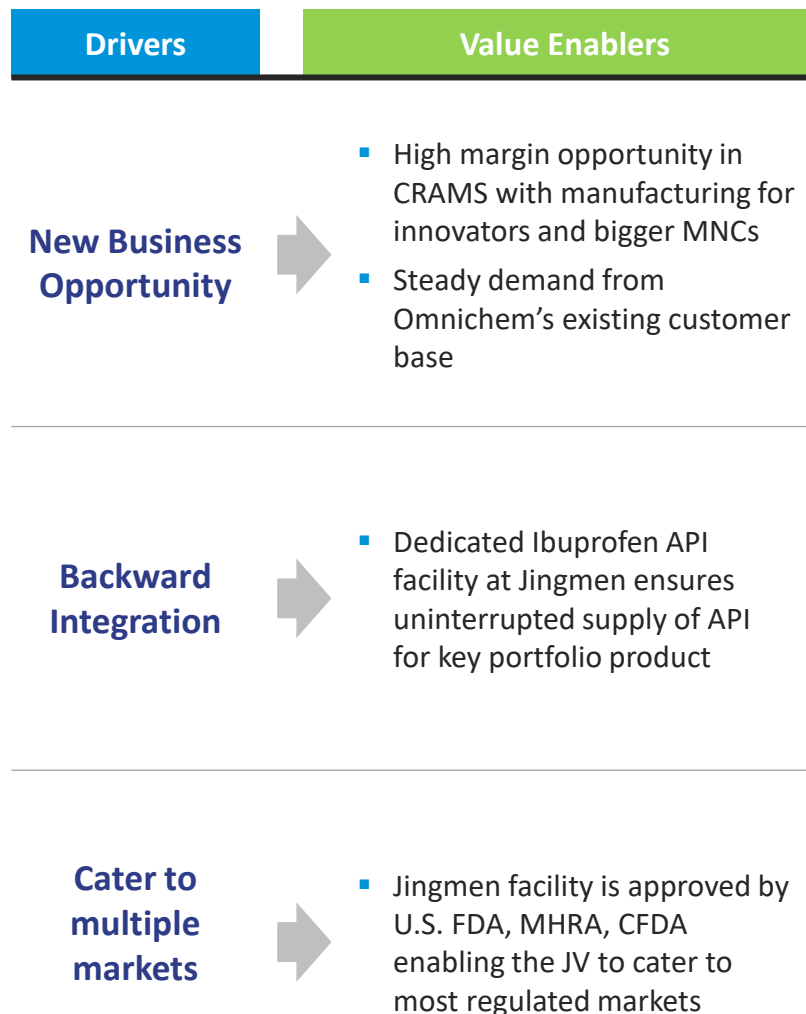 Drivers
Value Enablers
New Business
Opportunity
▪ High margin opportunity in
CRAMS with manufacturing for
innovators and bigger MNCs
▪ Steady demand from
Omnichem’s existing customer
base
Backward
Integration
▪ Dedicated Ibuprofen API
facility at Jingmen ensures
uninterrupted supply of API
for key portfolio product
Cater to
multiple
markets
▪ Jingmen facility is approved by
U.S. FDA, MHRA, CFDA
enabling the JV to cater to
most regulated markets